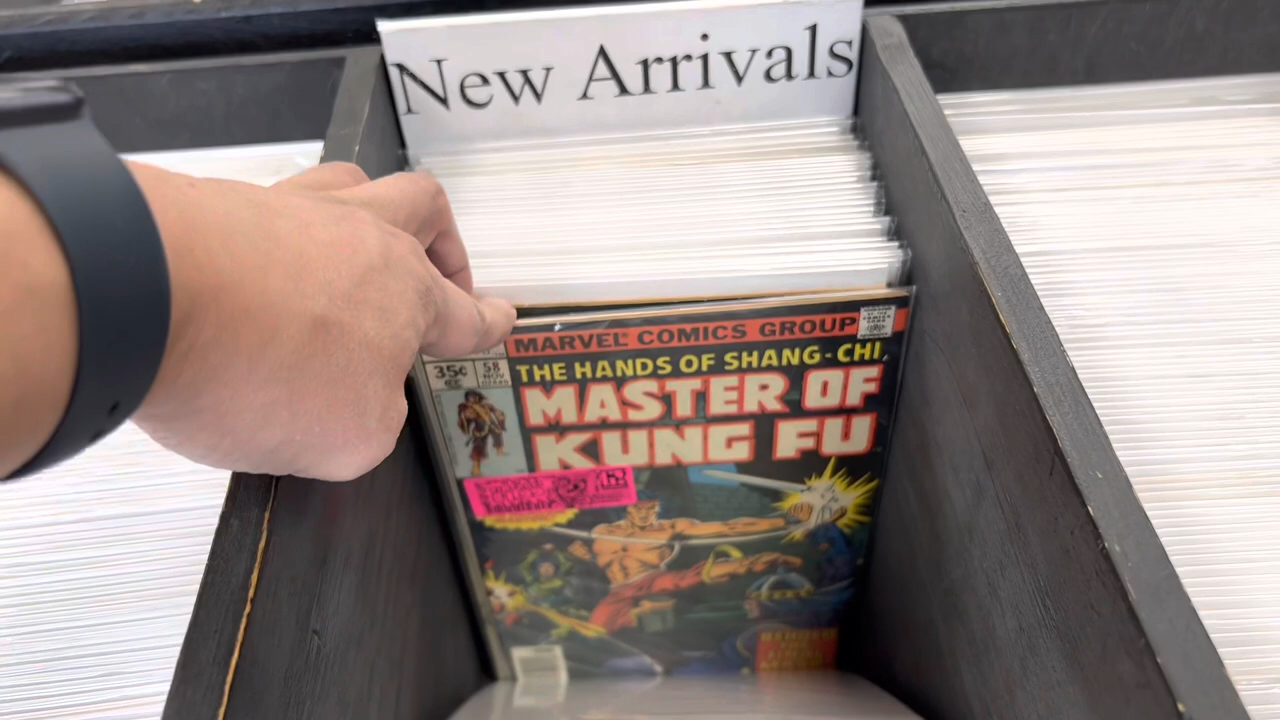 New Arrivals
MARVEL COMICS GROUP
THE HANDS OF SHANG-CHI,
35¢ 58
NOV
MASTER OF
KUNG FU